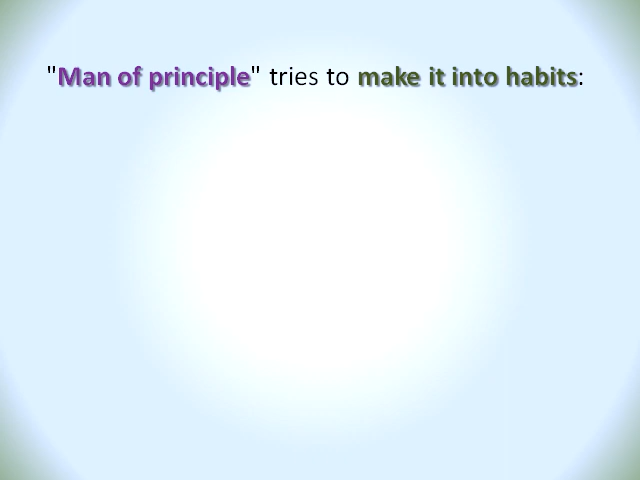 "Man of principle" tries to make it into habits: